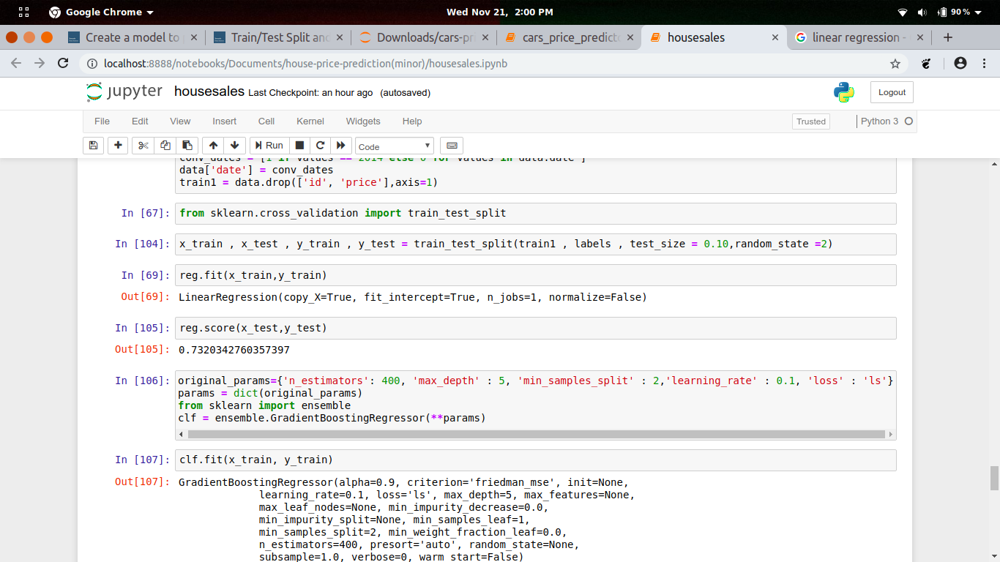 Google Chrome
Wed Nov 21, 2:00 PM
90 %
Create a model to
Train/Test Split and
Downloads/cars-pri
cars_price_predicto
housesales
linear regression -
localhost:8888/notebooks/Documents/house-price-prediction(minor)/housesales.ipynb
jupyter housesales Last Checkpoint: an hour ago (autosaved)
Logout
File Edit View Insert Cell Kernel Widgets Help
Trusted
Python 3
Run
Code
conv_dates = [1 if values == 2014 else 0 for values in data.date ]
data['date'] = conv_dates
train1 = data.drop(['id', 'price'],axis=1)
In [67]: from sklearn.cross_validation import train_test_split
In [104]: x_train , x_test , y_train , y_test = train_test_split(train1 , labels , test_size = 0.10,random_state =2)
In [69]: reg.fit(x_train,y_train)
Out[69]: LinearRegression(copy_X=True, fit_intercept=True, n_jobs=1, normalize=False)
In [105]: reg.score(x_test,y_test)
Out[105]: 0.7320342760357397
In [106]: original_params={'n_estimators': 400, 'max_depth' : 5, 'min_samples_split' : 2,'learning_rate' : 0.1, 'loss' : 'ls'}
params = dict(original_params)
from sklearn import ensemble
clf = ensemble.GradientBoostingRegressor(**params)
In [107]: clf.fit(x_train, y_train)
Out[107]: GradientBoostingRegressor(alpha=0.9, criterion='friedman_mse', init=None,
learning_rate=0.1, loss='ls', max_depth=5, max_features=None,
max_leaf_nodes=None, min_impurity_decrease=0.0,
min_impurity_split=None, min_samples_leaf=1,
min_samples_split=2, min_weight_fraction_leaf=0.0,
n_estimators=400, presort='auto', random_state=None,
subsample=1.0, verbose=0, warm_start=False)